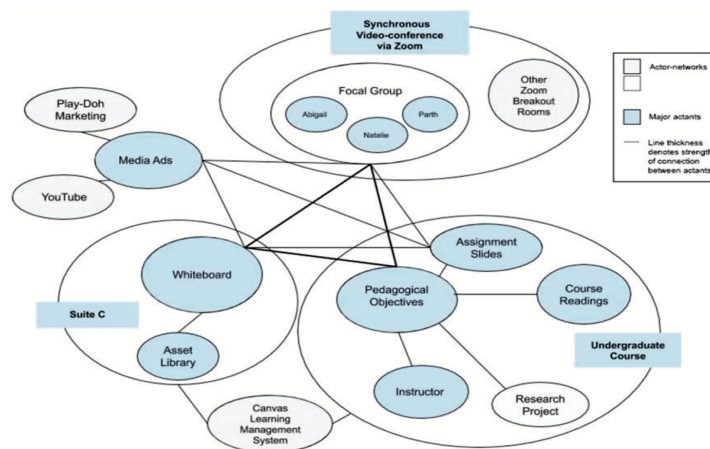 Synchronous
Video-conference
via Zoom
Actor-networks
Major actants
Line thickness
denotes strength
of connection
between actants
Focal Group
Abigail
Natalie
Parth
Other
Zoom
Breakout
Rooms
Play-Doh
Marketing
Media Ads
YouTube
Whiteboard
Suite C
Asset
Library
Assignment
Slides
Pedagogical
Objectives
Course
Readings
Undergraduate
Course
Instructor
Research
Project
Canvas
Learning
Management
System